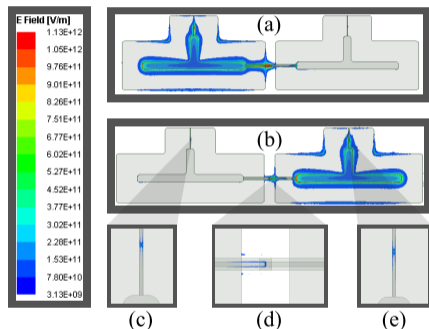 E Field [V/m]
1.13E+12
1.05E+12
9.76E+11
9.01E+11
8.26E+11
7.51E+11
6.77E+11
6.02E+11
5.27E+11
4.52E+11
3.77E+11
3.02E+11
2.28E+11
1.53E+11
7.80E+10
3.13E+09
(a)
(b)
(c)
(d)
(e)